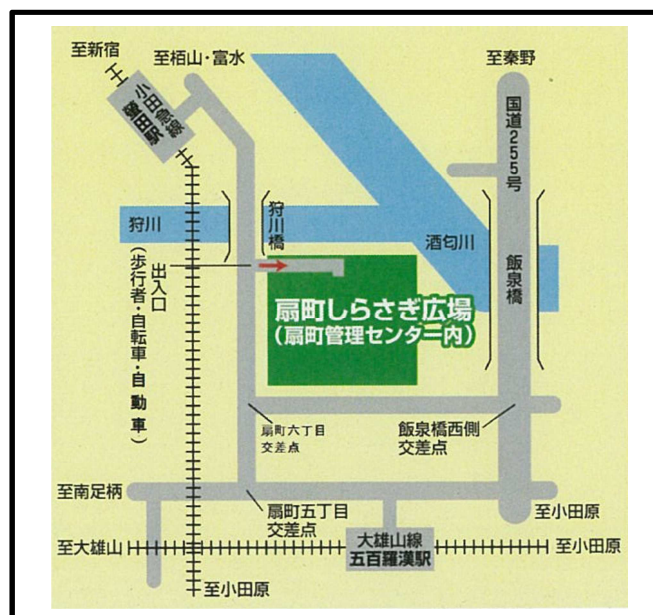 至新宿
至栢山・富水
至秦野
小田急線
螢田駅
国道255号
狩川
狩川橋
酒匂川
飯泉橋
出入口
(歩行者・自転車・自動車)
扇町しらさぎ広場
(扇町管理センター内)
扇町六丁目
交差点
飯泉橋西側
交差点
至南足柄
扇町五丁目
交差点
至小田原
至大雄山
大雄山線
五百羅漢駅
至小田原
至小田原